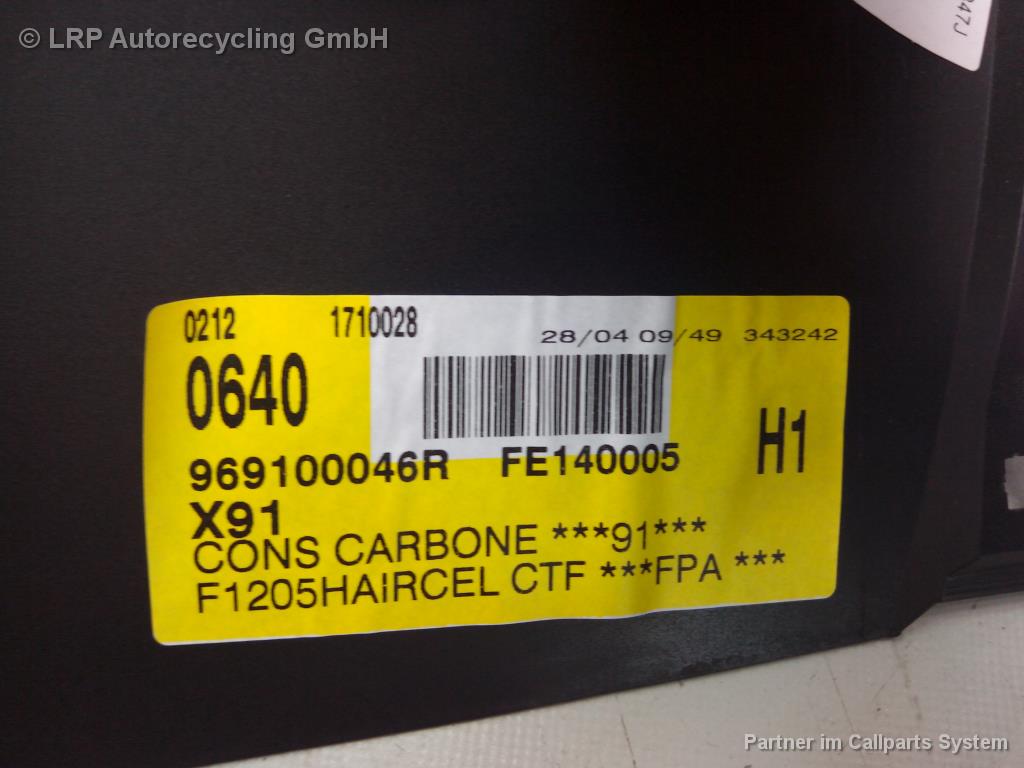 © LRP Autorecycling GmbH
0212 1710028 28/04 09/49 343242
0640
H1
969100046R FE140005
X91
CONS CARBONE ***91***
F1205HAIRCEL CTF ***FPA ***
Partner im Callparts System